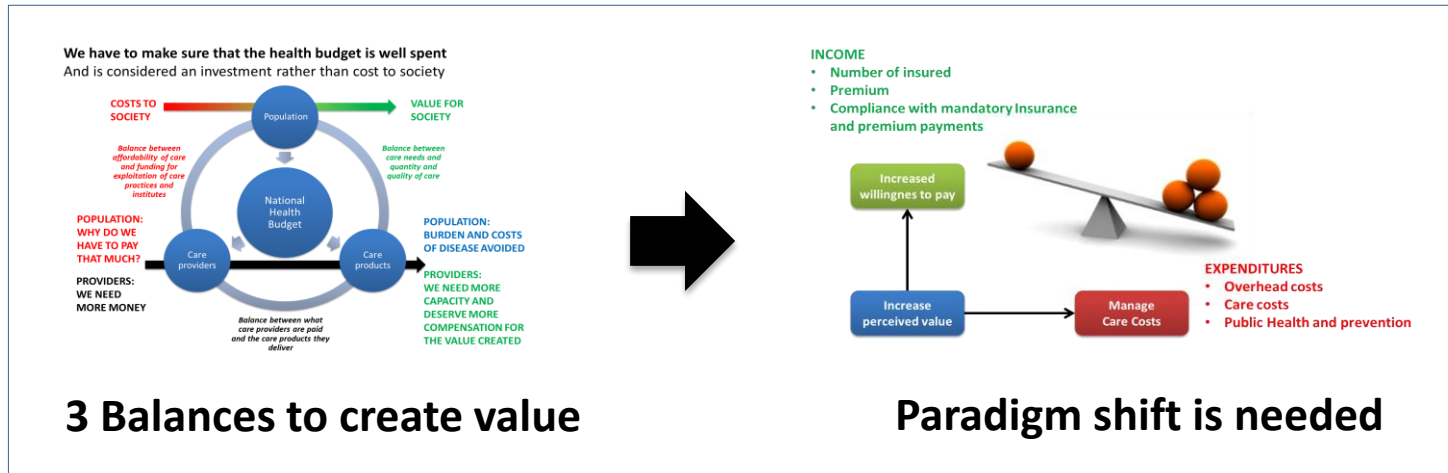 We have to make sure that the health budget is well spent
And is considered an investment rather than cost to society
COSTS TO
SOCIETY
Population
VALUE FOR
SOCIETY
Balance between
affordability of care
and funding for
exploitation of care
practices and
institutes
Balance between
care needs and
quantity and
quality of care
National
Health
Budget
POPULATION:
WHY DO WE
HAVE TO PAY
THAT MUCH?
PROVIDERS:
WE NEED
MORE MONEY
Care
providers
Care
products
POPULATION:
BURDEN AND COSTS
OF DISEASE AVOIDED
PROVIDERS:
WE NEED MORE
CAPACITY AND
DESERVE MORE
COMPENSATION FOR
THE VALUE CREATED
Balance between what
care providers are paid
and the care products they
deliver
3 Balances to create value
INCOME
• Number of insured
• Premium
• Compliance with mandatory Insurance
and premium payments
Increased
willingnes to pay
Increase
perceived value
Manage
Care Costs
EXPENDITURES
• Overhead costs
• Care costs
• Public Health and prevention
Paradigm shift is needed